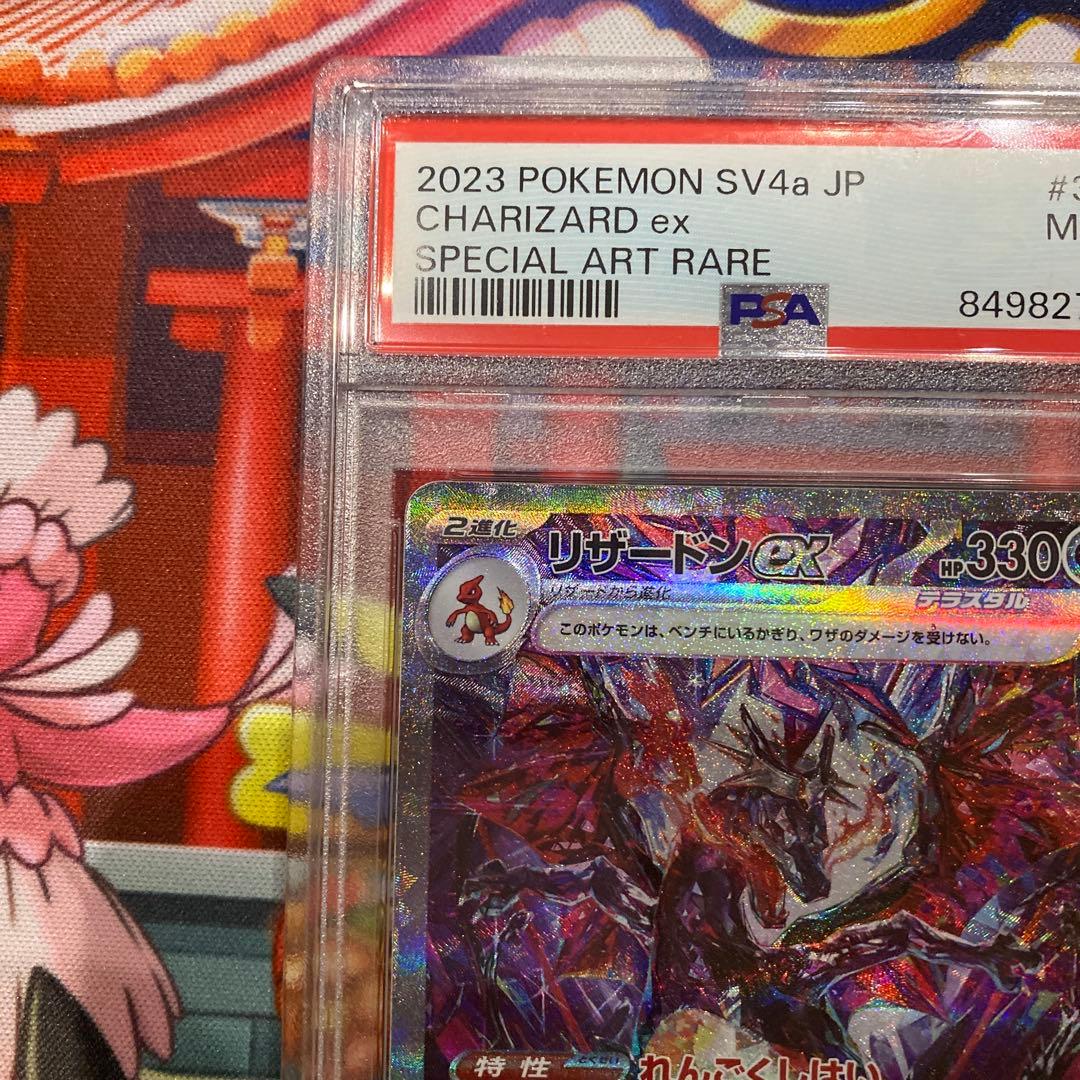 2023 POKEMON SV4a JP
CHARIZARD ex
SPECIAL ART RARE
PSA
2進化
リザードンex
HP330
リザードから進化
テラスタル
このポケモンは、ベンチにいるかぎり、ワザのダメージを受けない。
特性
れんごくしはい